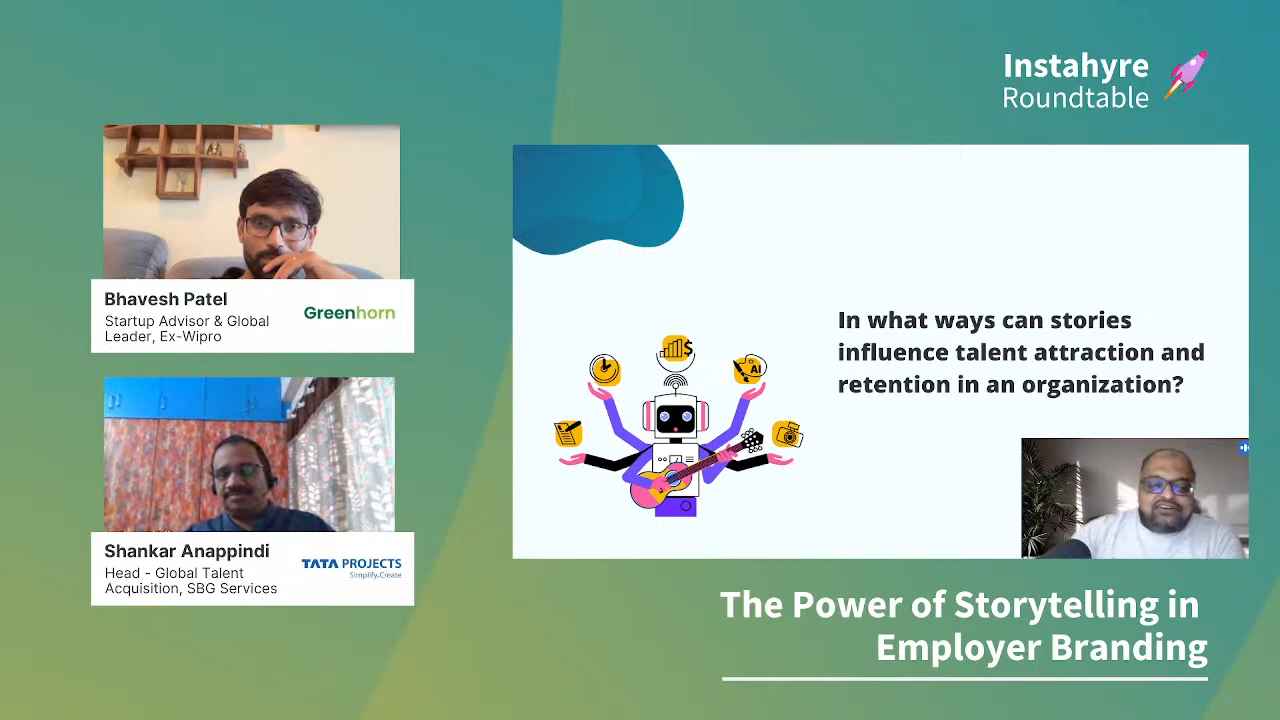 Instahyre
Roundtable
Bhavesh Patel
Startup Advisor & Global
Leader, Ex-Wipro
Greenhorn
Shankar Anappindi
Head - Global Talent
Acquisition, SBG Services
TATA PROJECTS
Simplify.Create
$
AI
In what ways can stories
influence talent attraction and
retention in an organization?
The Power of Storytelling in
Employer Branding